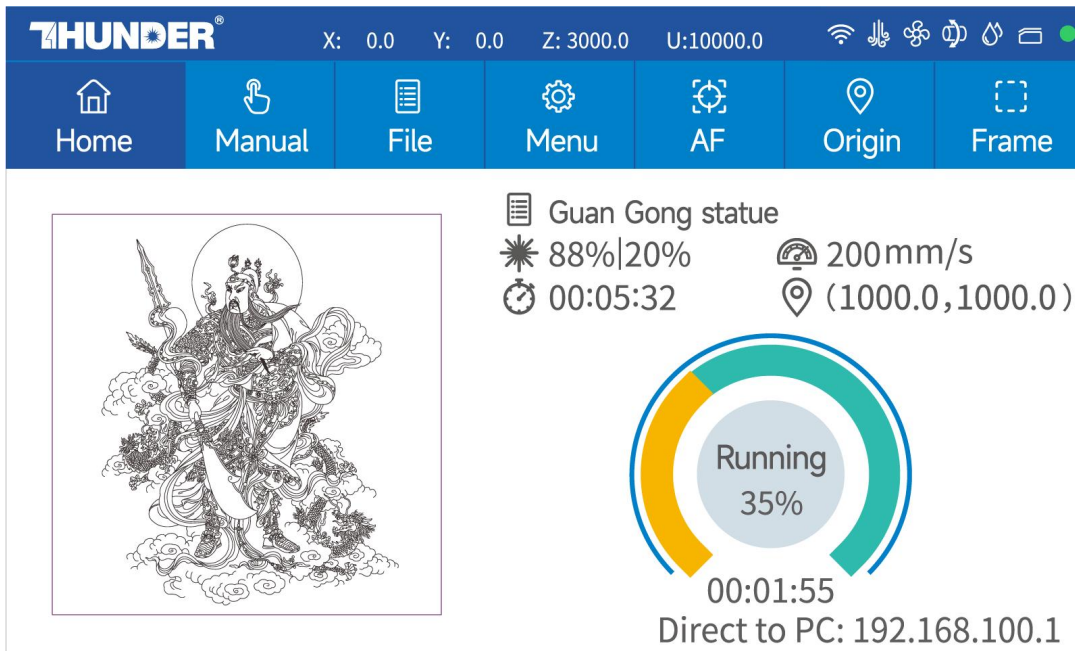 THUNDER® X: 0.0 Y: 0.0 Z: 3000.0 U:10000.0
Home Manual File Menu AF Origin Frame
Guan Gong statue
88%|20% 200mm/s
00:05:32 (1000.0,1000.0)
Running
35%
00:01:55
Direct to PC: 192.168.100.1